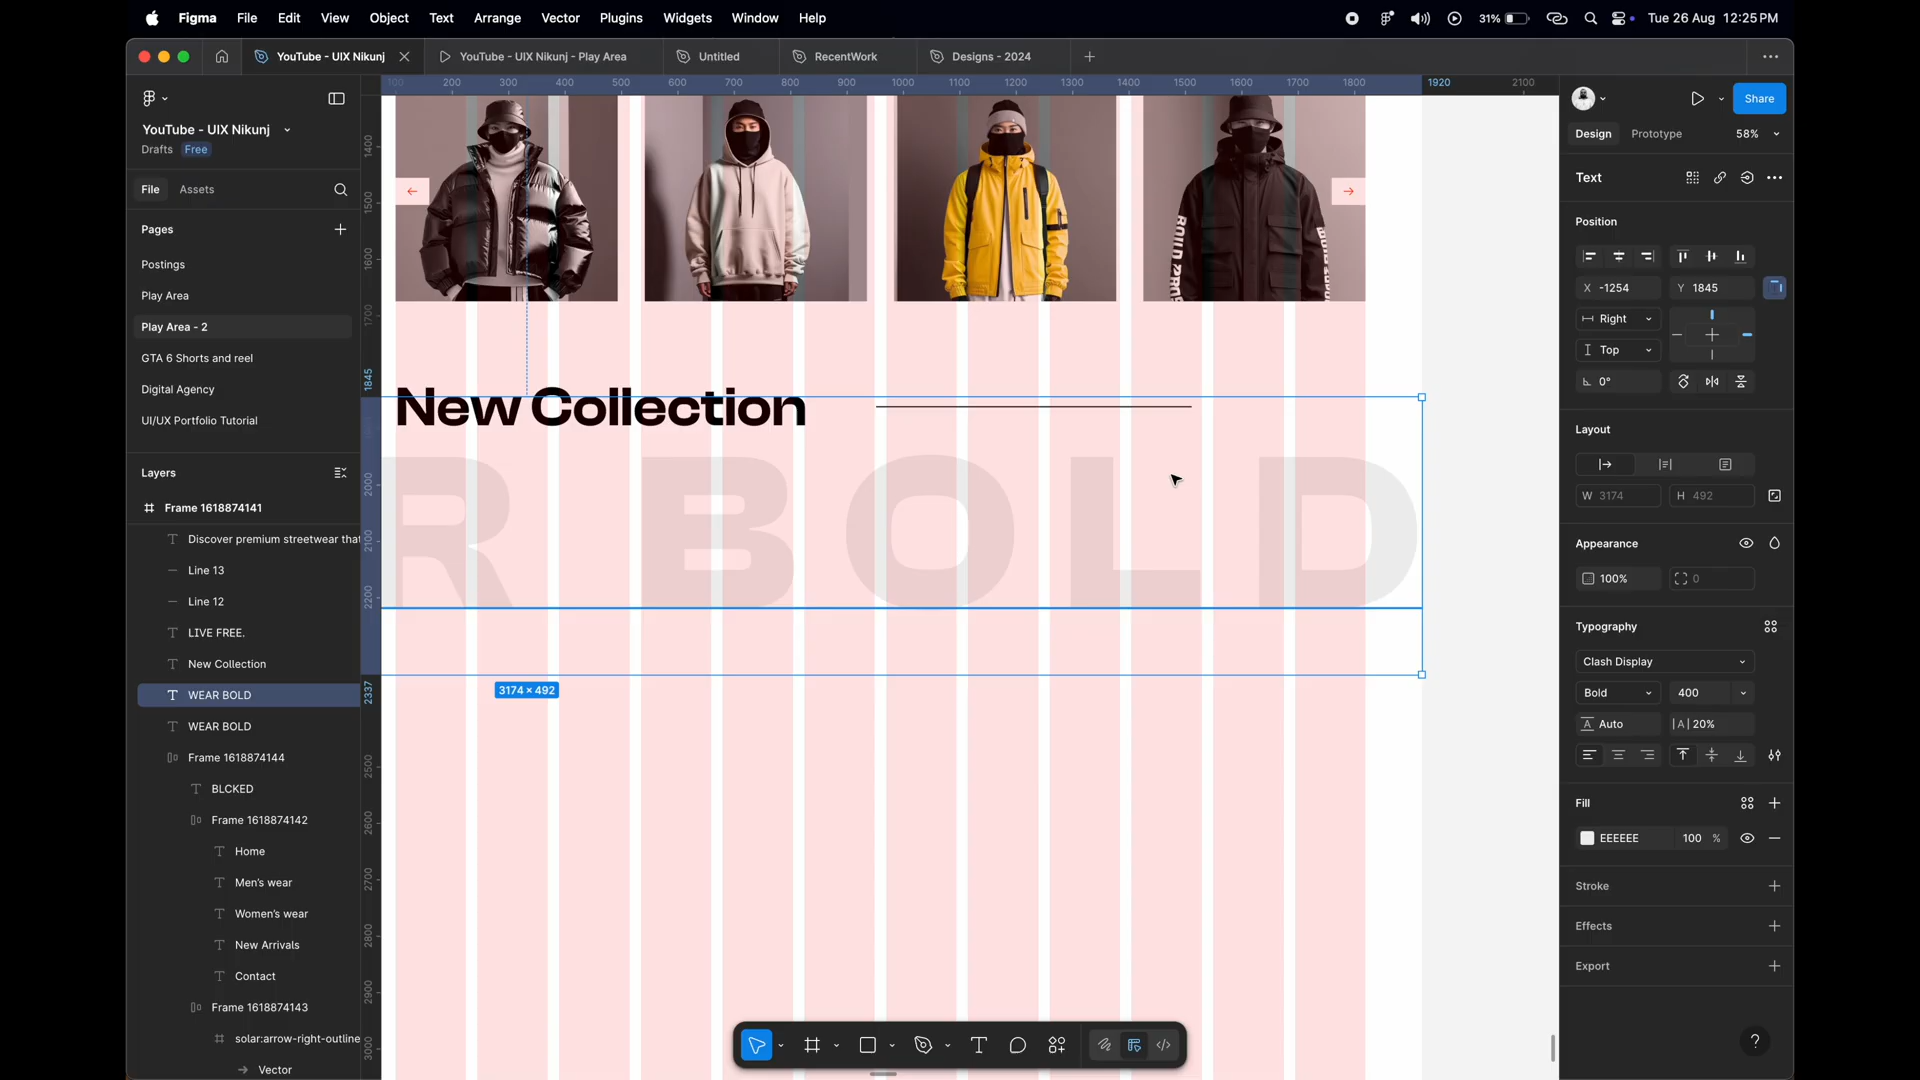 Figma File Edit View Object Text Arrange Vector Plugins Widgets Window Help
31% Tue 26 Aug 12:25 PM
YouTube - UIX Nikunj
YouTube - UIX Nikunj - Play Area
Untitled
RecentWork
Designs - 2024
YouTube - UIX Nikunj
Drafts Free
File Assets
Pages
Postings
Play Area
Play Area - 2
GTA 6 Shorts and reel
Digital Agency
UI/UX Portfolio Tutorial
Layers
Frame 1618874141
Discover premium streetwear that
Line 13
Line 12
LIVE FREE.
New Collection
WEAR BOLD
WEAR BOLD
Frame 1618874144
BLCKED
Frame 1618874142
Home
Men's wear
Women's wear
New Arrivals
Contact
Frame 1618874143
solar:arrow-right-outline
Vector
100 200 300 400 500 600 700 800 900 1000 1100 1200 1300 1400 1500 1600 1700 1800 1920 2100
1400
1500
1600
1700
1845
2000
2100
2200
2337
2500
2600
2700
2800
2900
3000
New Collection
R BOLD
3174 × 492
Share
Design Prototype 58%
Text
Position
X -1254 Y 1845
Right
Top
0°
Layout
W 3174 H 492
Appearance
100% 0
Typography
Clash Display
Bold 400
Auto |A| 20%
Fill
EEEEEE 100 %
Stroke
Effects
Export
?